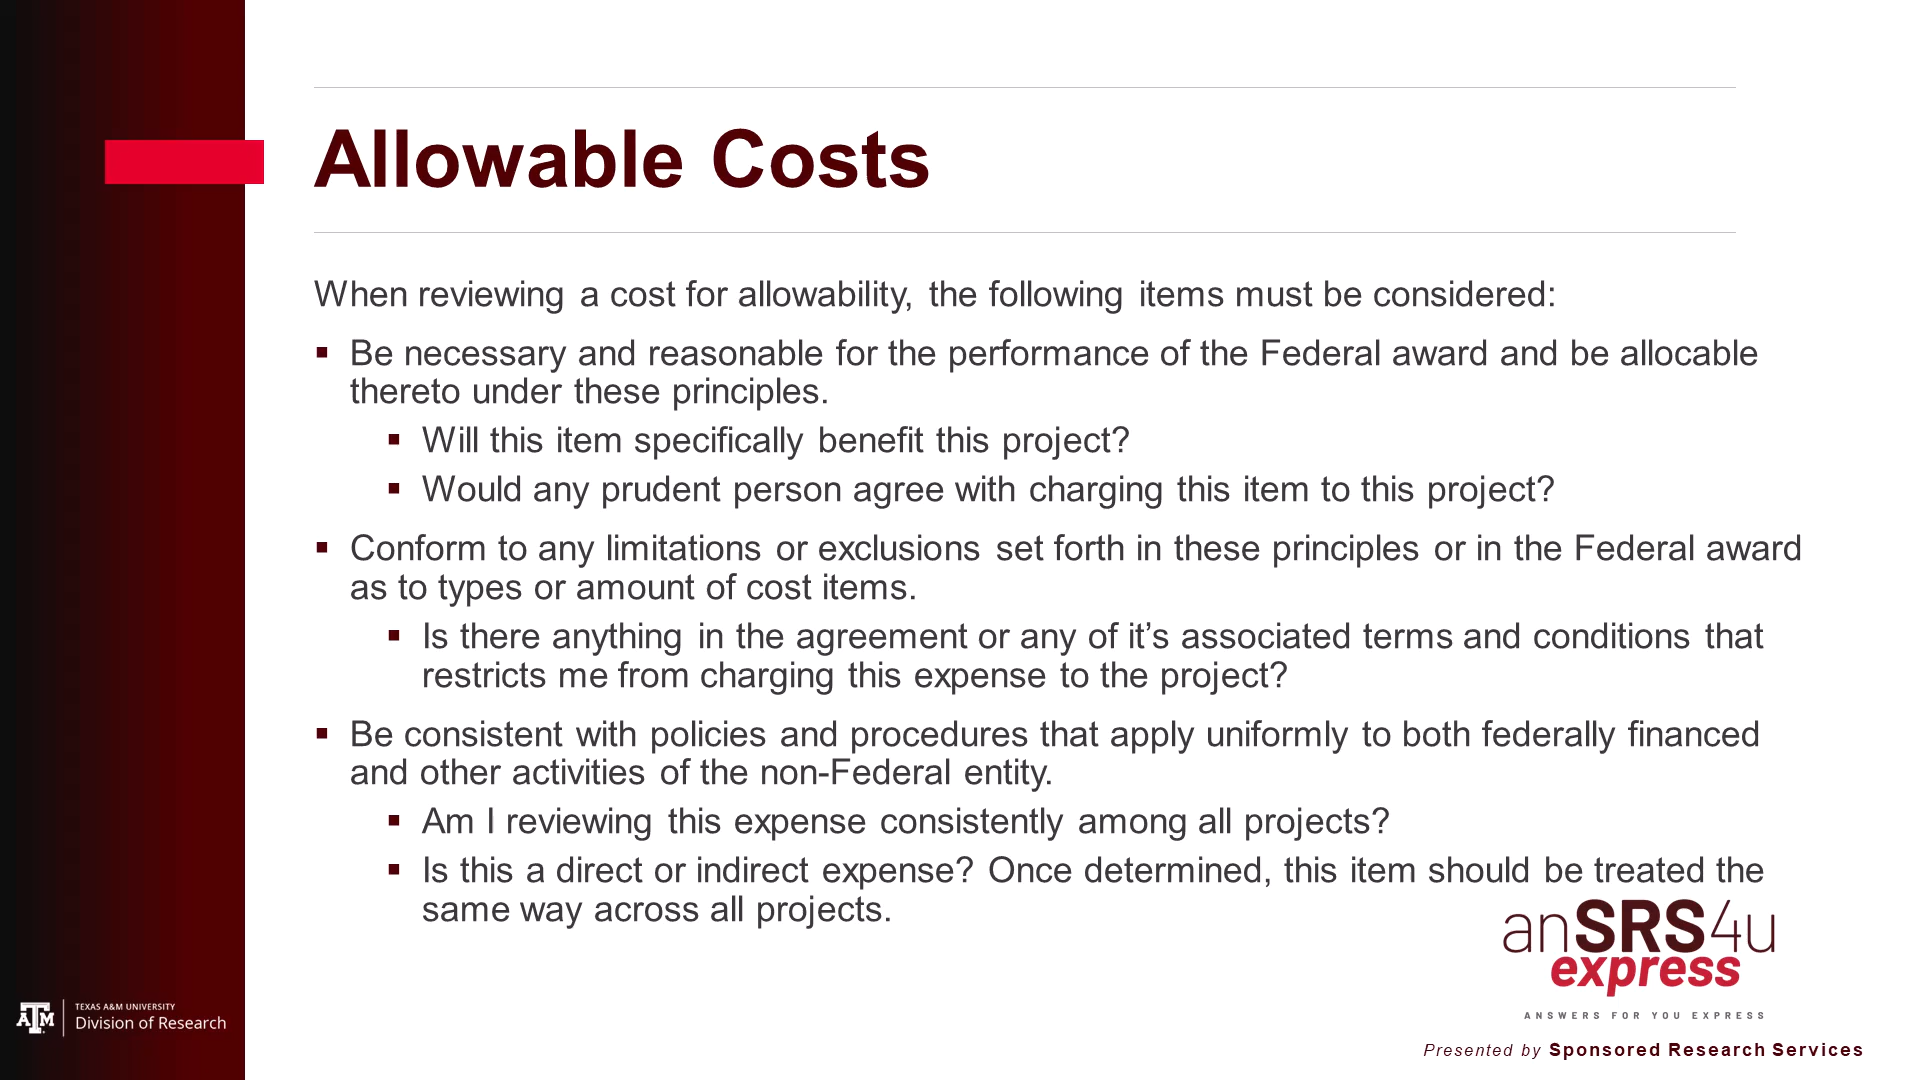 Allowable Costs
When reviewing a cost for allowability, the following items must be considered:
▪ Be necessary and reasonable for the performance of the Federal award and be allocable
thereto under these principles.
▪ Will this item specifically benefit this project?
▪ Would any prudent person agree with charging this item to this project?
▪ Conform to any limitations or exclusions set forth in these principles or in the Federal award
as to types or amount of cost items.
▪ Is there anything in the agreement or any of it’s associated terms and conditions that
restricts me from charging this expense to the project?
▪ Be consistent with policies and procedures that apply uniformly to both federally financed
and other activities of the non-Federal entity.
▪ Am I reviewing this expense consistently among all projects?
▪ Is this a direct or indirect expense? Once determined, this item should be treated the
same way across all projects.
anSRS4u
express
ANSWERS FOR YOU EXPRESS
Presented by Sponsored Research Services
ATM
TEXAS A&M UNIVERSITY
Division of Research